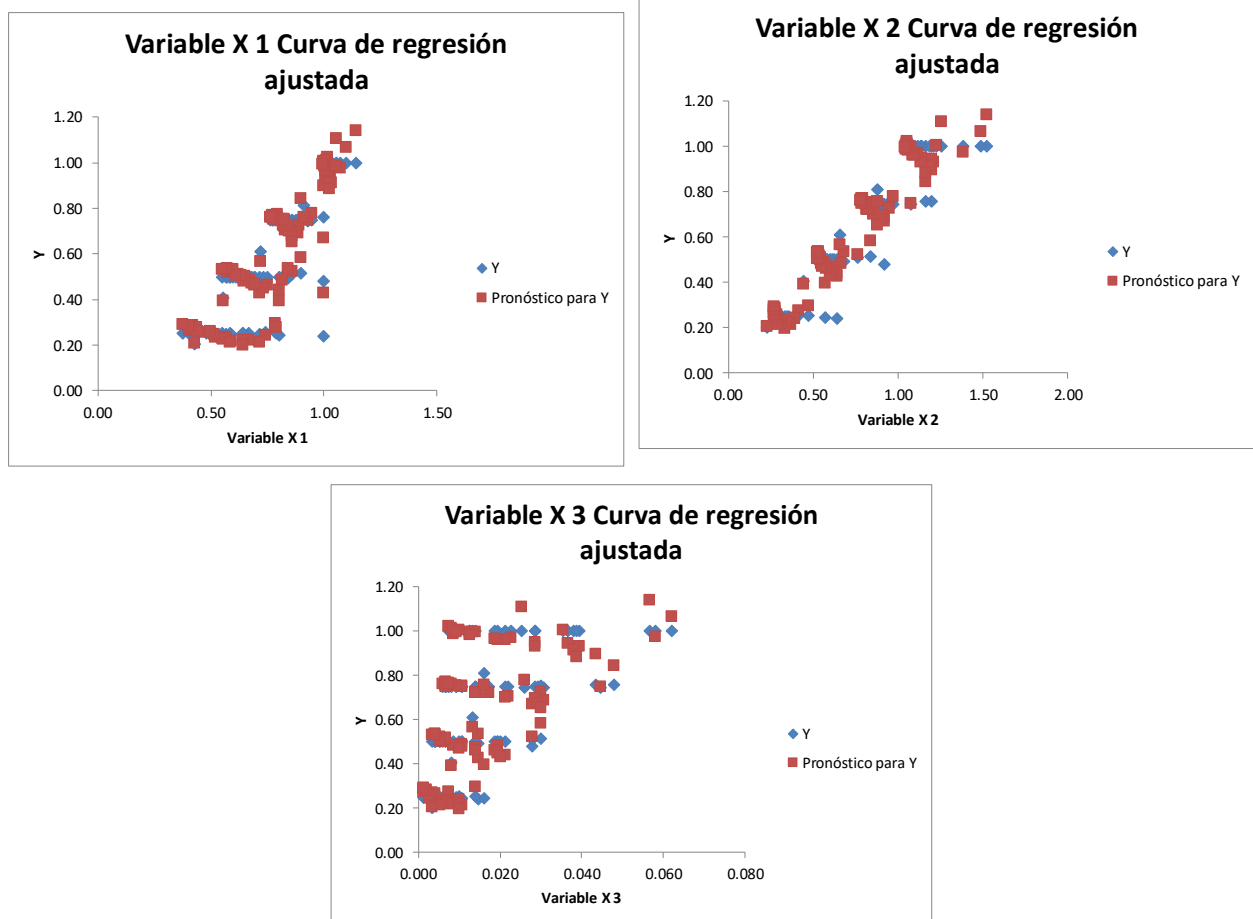 Variable X 1 Curva de regresión
ajustada
1.20
1.00
0.80
0.60
0.40
0.20
0.00
Y
0.00 0.50 1.00 1.50
Variable X 1
Y
Pronóstico para Y
Variable X 2 Curva de regresión
ajustada
1.20
1.00
0.80
0.60
0.40
0.20
0.00
Y
0.00 0.50 1.00 1.50 2.00
Variable X 2
Y
Pronóstico para Y
Variable X 3 Curva de regresión
ajustada
1.20
1.00
0.80
0.60
0.40
0.20
0.00
Y
0.000 0.020 0.040 0.060 0.080
Variable X 3
Y
Pronóstico para Y